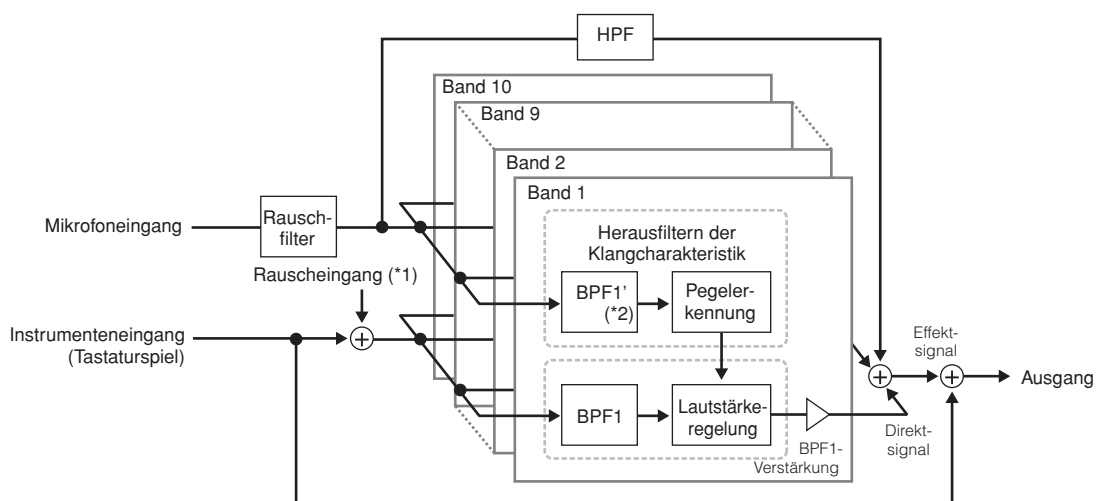 HPF
Band 10
Band 9
Band 2
Band 1
Mikrofoneingang
Rausch-
filter
Herausfiltern der
Klangcharakteristik
Rauscheingang (*1)
BPF1’
(*2)
Pegeler-
kennung
Instrumenteneingang
(Tastaturspiel)
Effekt-
signal
Ausgang
BPF1
Lautstärke-
regelung
BPF1-
Verstärkung
Direkt-
signal